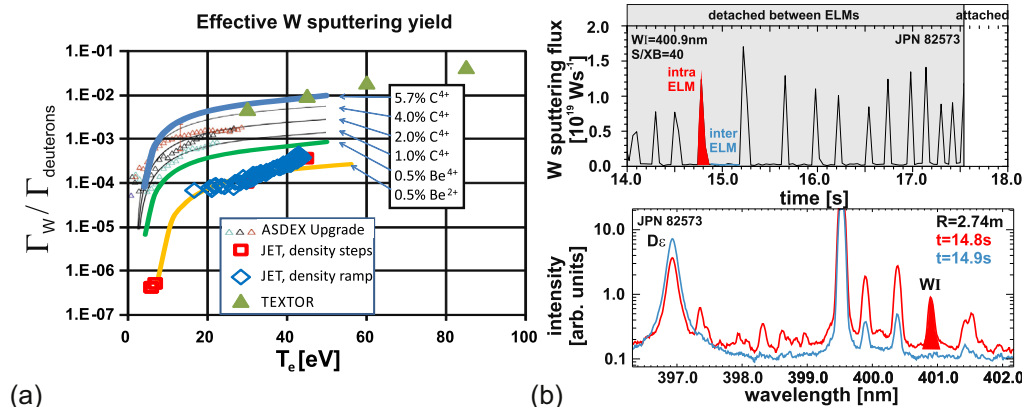 Effective W sputtering yield
Γ_W / Γ_deuterons
1.E-01
1.E-02
1.E-03
1.E-04
1.E-05
1.E-06
1.E-07
5.7% C⁴⁺
4.0% C⁴⁺
2.0% C⁴⁺
1.0% C⁴⁺
0.5% Be⁴⁺
0.5% Be²⁺
ASDEX Upgrade
JET, density steps
JET, density ramp
TEXTOR
0 20 40 60 80 100
Tₑ [eV]
(a)
detached between ELMs attached
WI=400.9nm JPN 82573
S/XB=40
intra
ELM
inter
ELM
W sputtering flux
[10¹⁹ Ws⁻¹]
2.0
1.5
1.0
0.5
0.0
14.0 15.0 16.0 17.0 18.0
time [s]
JPN 82573 R=2.74m
Dε t=14.8s
t=14.9s
WI
intensity
[arb. units]
10.0
1.0
0.1
397.0 398.0 399.0 400.0 401.0 402.0
wavelength [nm]
(b)